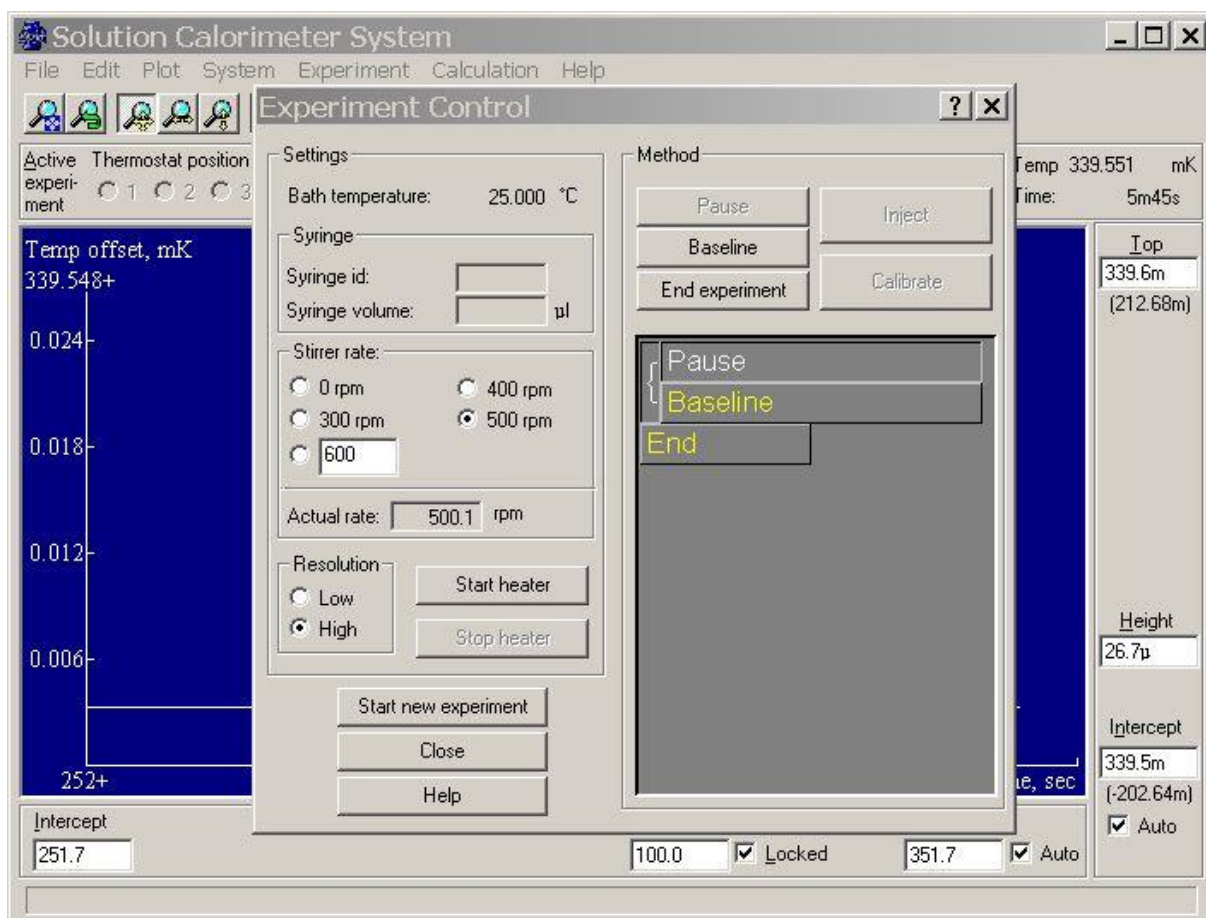 Solution Calorimeter System
File Edit Plot System Experiment Calculation Help
Experiment Control
Active experi-ment
Thermostat position
1 2 3
Temp 339.551 mK
Time: 5m45s
Temp offset, mK
339.548+
0.024
0.018
0.012
0.006
252+
Settings
Bath temperature: 25.000 °C
Syringe
Syringe id:
Syringe volume: µl
Stirrer rate:
0 rpm 400 rpm
300 rpm 500 rpm
600
Actual rate: 500.1 rpm
Resolution
Low
High
Start heater
Stop heater
Start new experiment
Close
Help
Method
Pause
Inject
Baseline
End experiment
Calibrate
Pause
Baseline
End
sec
Top
339.6m
(212.68m)
Height
26.7µ
Intercept
339.5m
(-202.64m)
Auto
Intercept
251.7
100.0 Locked 351.7 Auto